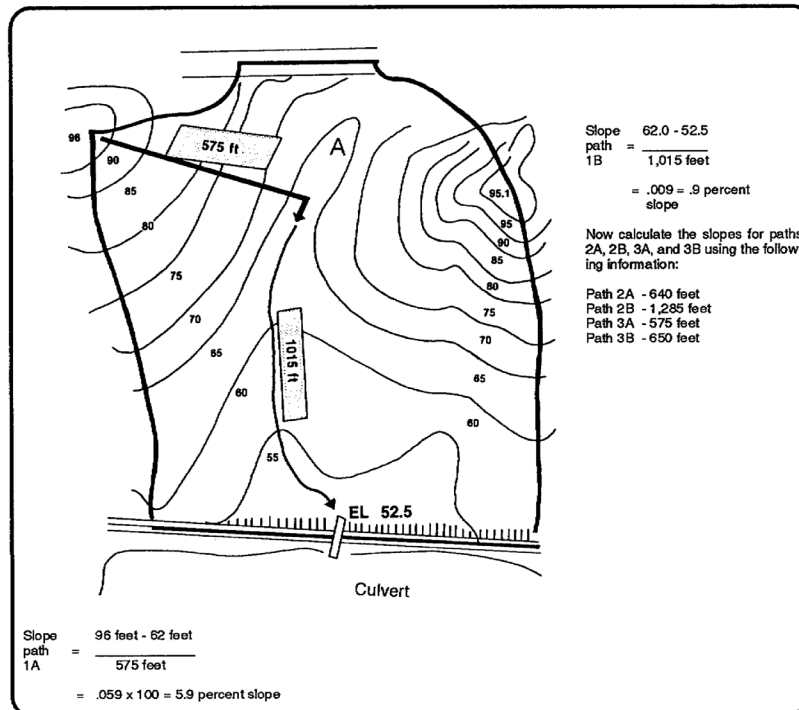 A
575 ft
96
90
85
80
75
70
65
60
55
1015 ft
95.1
95
90
85
80
75
70
65
60
EL 52.5
Culvert
Slope 62.0 - 52.5
path =
1B 1,015 feet
= .009 = .9 percent
slope
Now calculate the slopes for paths
2A, 2B, 3A, and 3B using the follow-
ing information:
Path 2A - 640 feet
Path 2B - 1,285 feet
Path 3A - 575 feet
Path 3B - 650 feet
Slope 96 feet - 62 feet
path =
1A 575 feet
= .059 x 100 = 5.9 percent slope